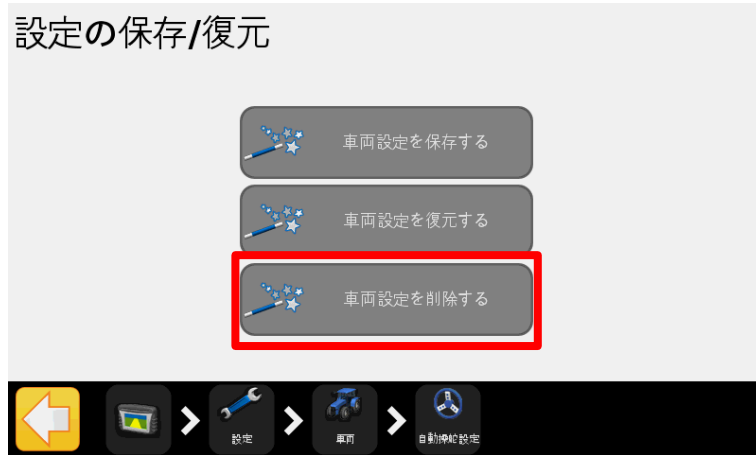 設定の保存/復元
車両設定を保存する
車両設定を復元する
車両設定を削除する
設定
車両
自動操舵設定